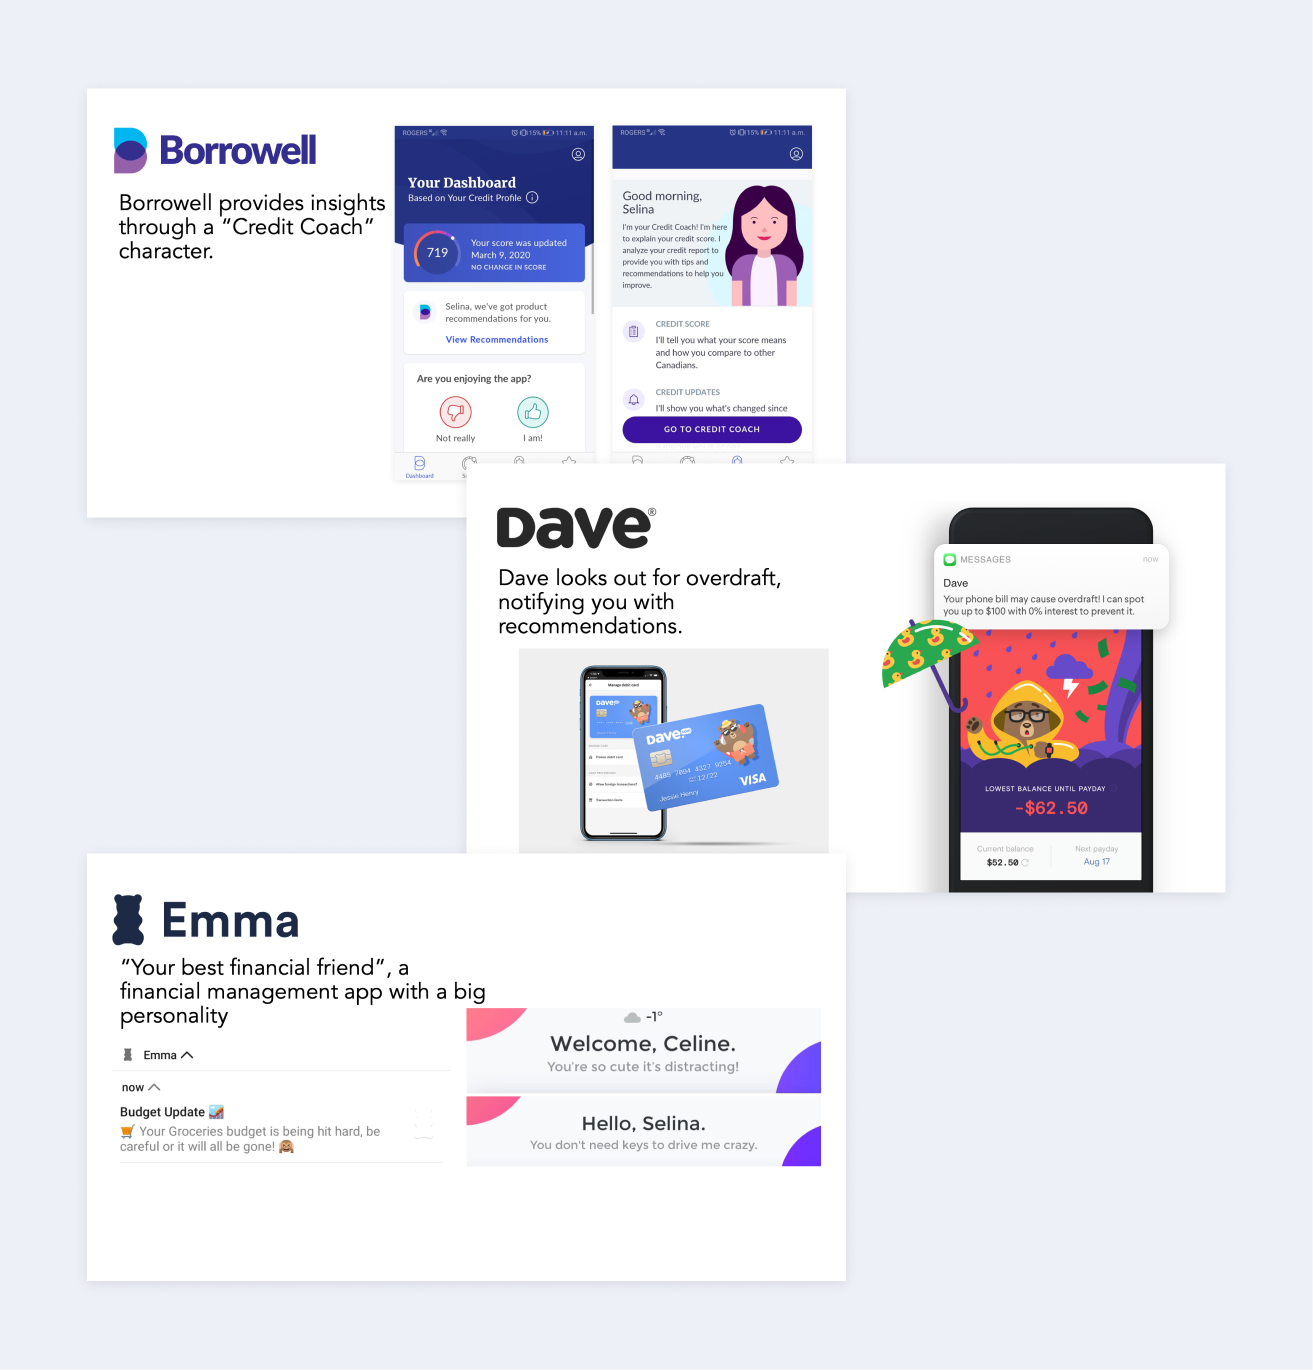 Borrowell
Borrowell provides insights
through a “Credit Coach”
character.
ROGERS
15%
11:11 a.m.
Your Dashboard
Based on Your Credit Profile
719
Your score was updated
March 9, 2020
NO CHANGE IN SCORE
Selina, we've got product
recommendations for you.
View Recommendations
Are you enjoying the app?
Not really
I am!
Dashboard
ROGERS
15%
11:11 a.m.
Good morning,
Selina
I'm your Credit Coach! I'm here
to explain your credit score. I
analyze your credit report to
provide you with tips and
recommendations to help you
improve.
CREDIT SCORE
I'll tell you what your score means
and how you compare to other
Canadians.
CREDIT UPDATES
I'll show you what's changed since
GO TO CREDIT COACH
Dave®
Dave looks out for overdraft,
notifying you with
recommendations.
Manage debit card
Dave
Freeze debit card
Allow foreign transactions?
Transaction limits
Dave
4485 7094 4327 9254
12/22
Jessie Henry
VISA
MESSAGES
now
Dave
Your phone bill may cause overdraft! I can spot
you up to $100 with 0% interest to prevent it.
LOWEST BALANCE UNTIL PAYDAY
-$62.50
Current balance
$52.50
Next payday
Aug 17
Emma
“Your best financial friend”, a
financial management app with a big
personality
Emma
now
Budget Update
Your Groceries budget is being hit hard, be
careful or it will all be gone!
-1°
Welcome, Celine.
You're so cute it's distracting!
Hello, Selina.
You don't need keys to drive me crazy.